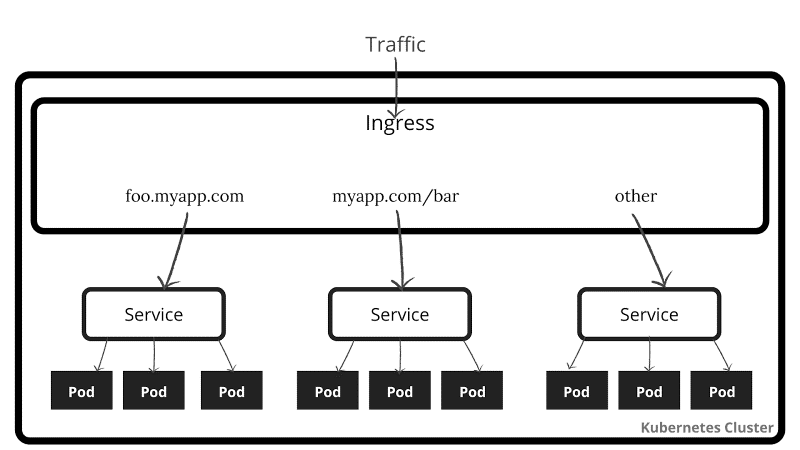 Traffic
Ingress
foo.myapp.com myapp.com/bar other
Service Service Service
Pod Pod Pod Pod Pod Pod Pod Pod Pod
Kubernetes Cluster